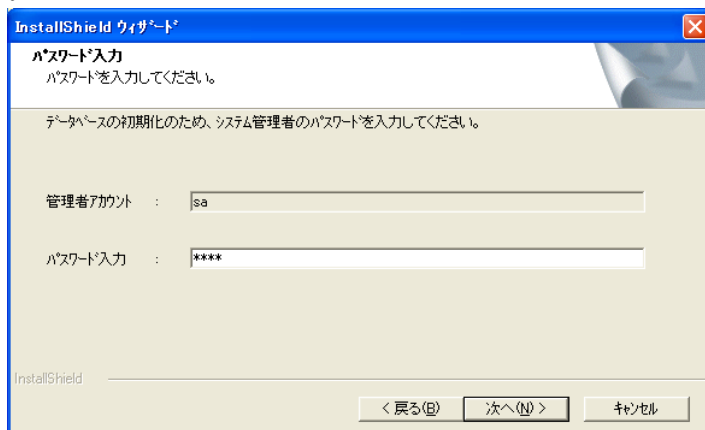 InstallShield ウィザード
パスワード入力
パスワードを入力してください。
データベースの初期化のため、システム管理者のパスワードを入力してください。
管理者アカウント : sa
パスワード入力 : ****
InstallShield
< 戻る(B) 次へ(N) > キャンセル